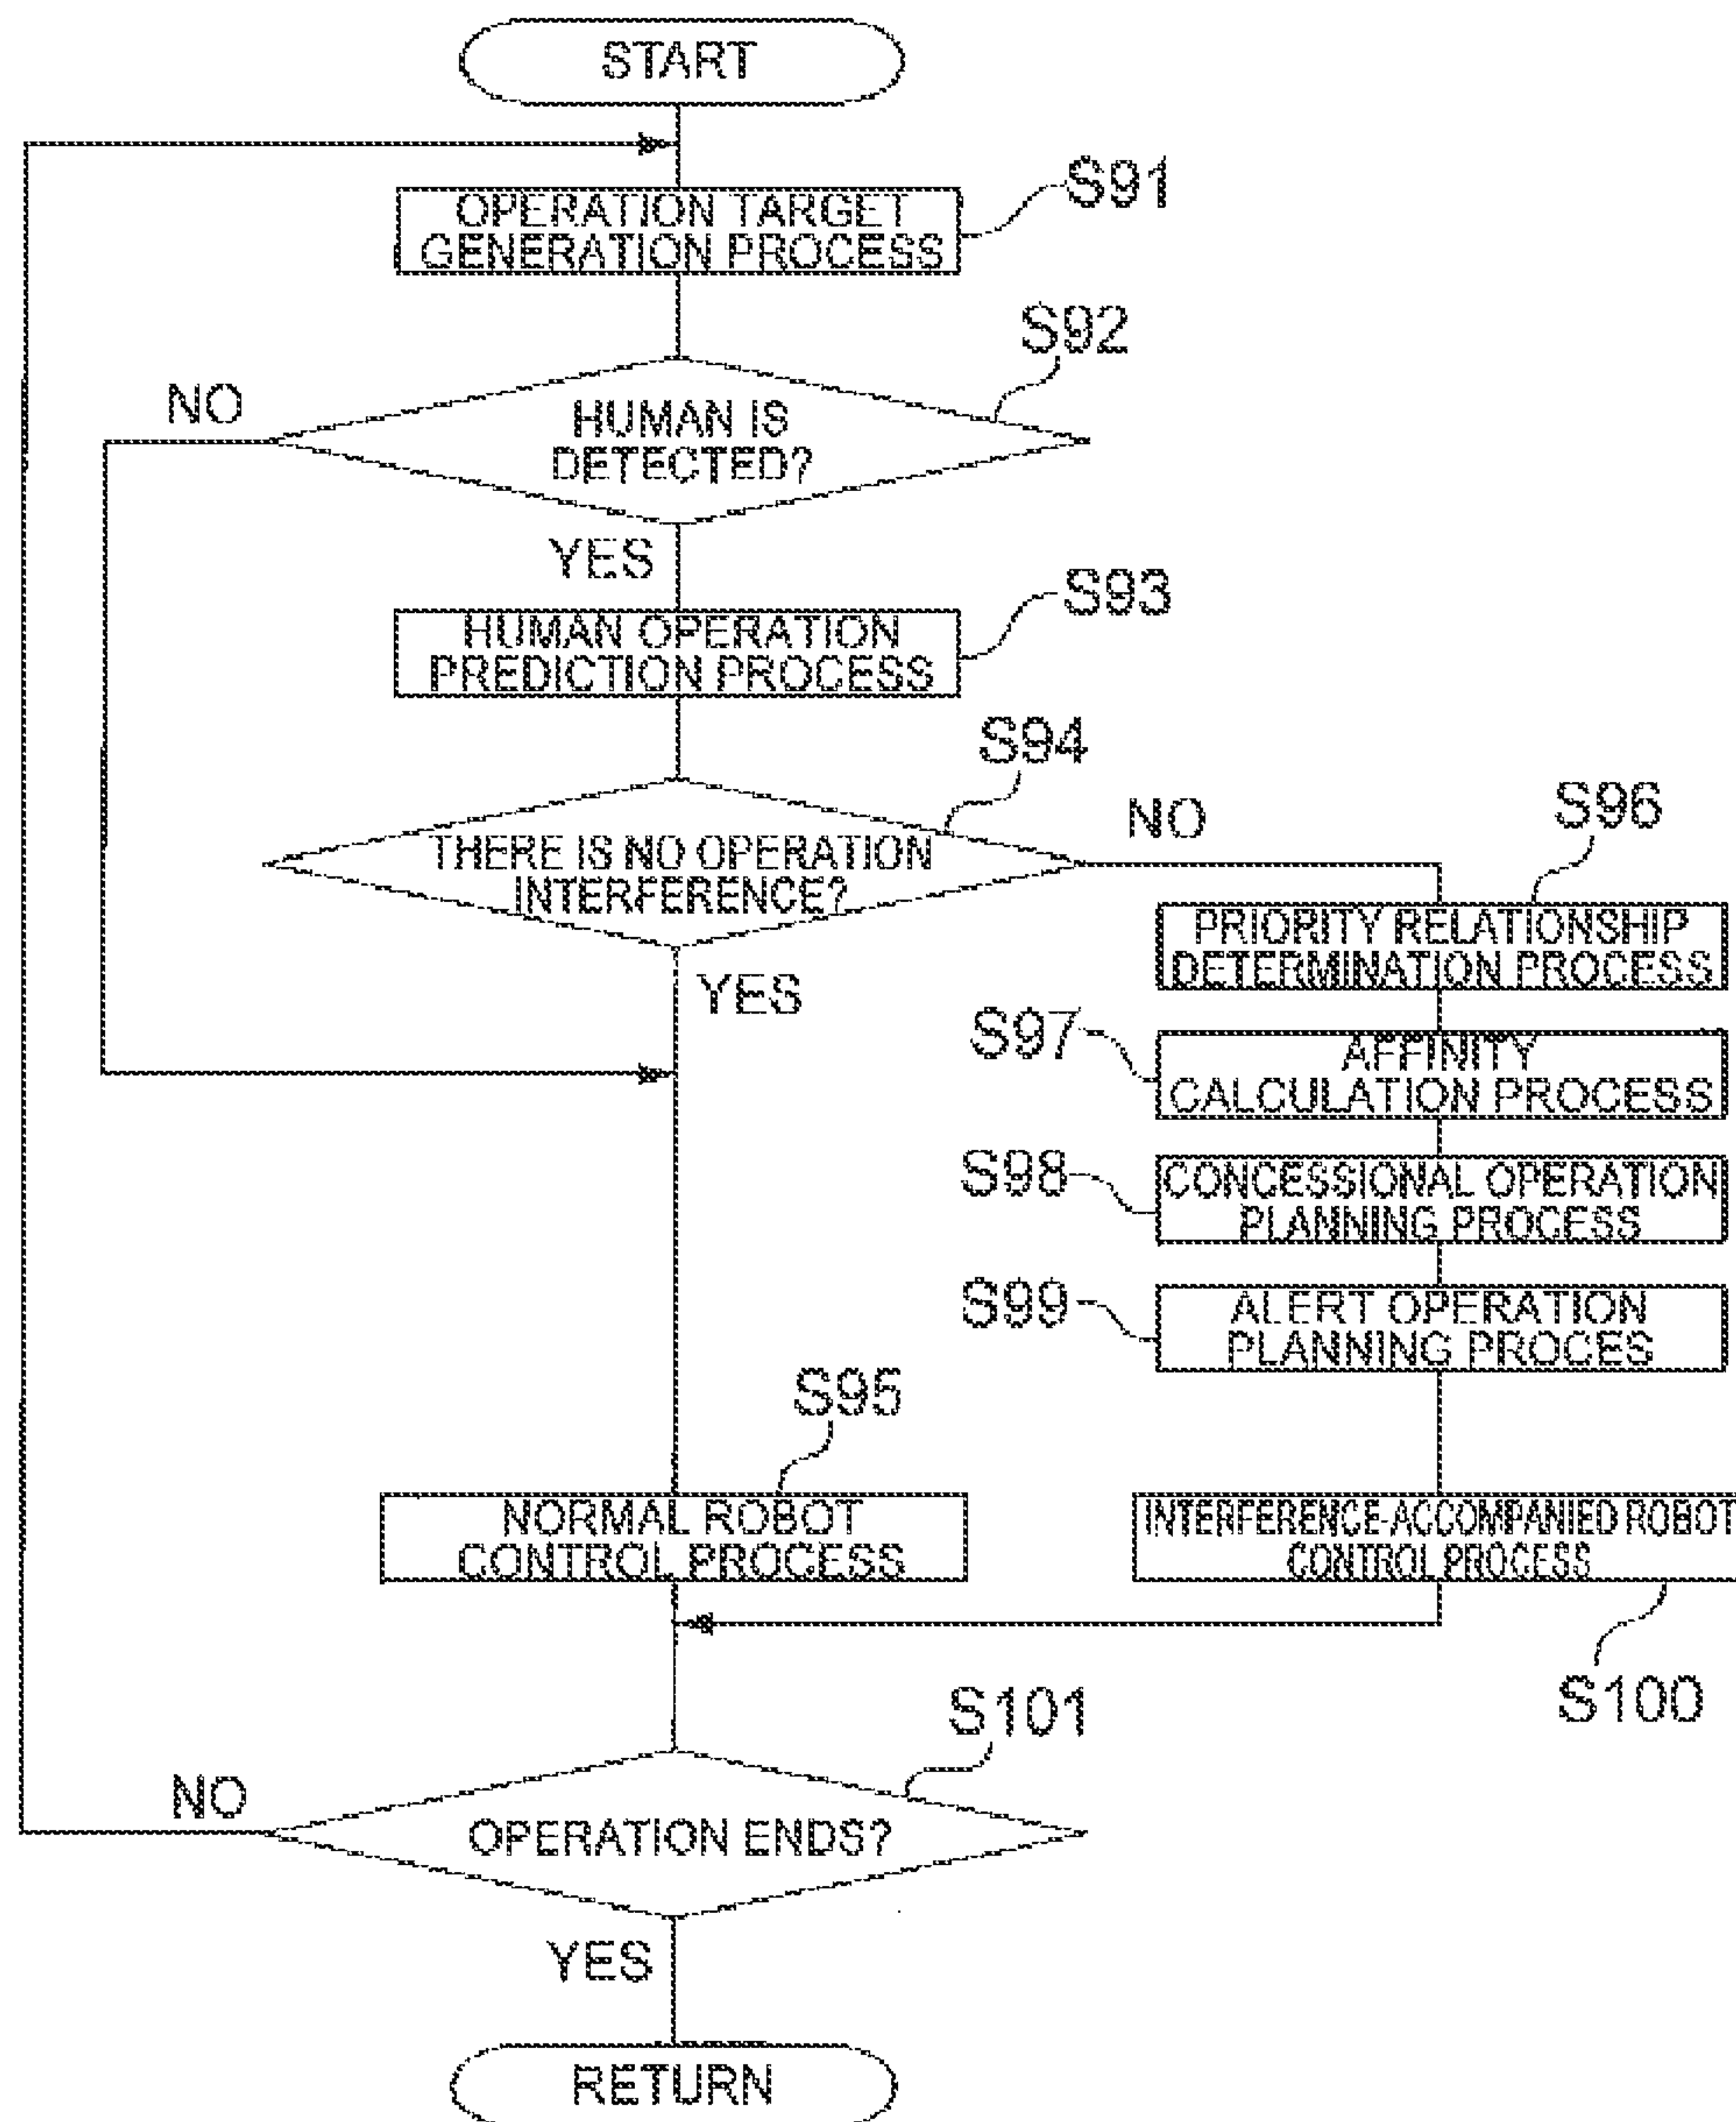 START
S91
OPERATION TARGET
GENERATION PROCESS
S92
NO
HUMAN IS
DETECTED?
YES
S93
HUMAN OPERATION
PREDICTION PROCESS
S94
NO
S96
THERE IS NO OPERATION
INTERFERENCE?
YES
PRIORITY RELATIONSHIP
DETERMINATION PROCESS
S97
AFFINITY
CALCULATION PROCESS
S98
CONCESSIONAL OPERATION
PLANNING PROCESS
S99
ALERT OPERATION
PLANNING PROCES
S95
NORMAL ROBOT
CONTROL PROCESS
INTERFERENCE-ACCOMPANIED ROBOT
CONTROL PROCESS
S100
S101
NO
OPERATION ENDS?
YES
RETURN